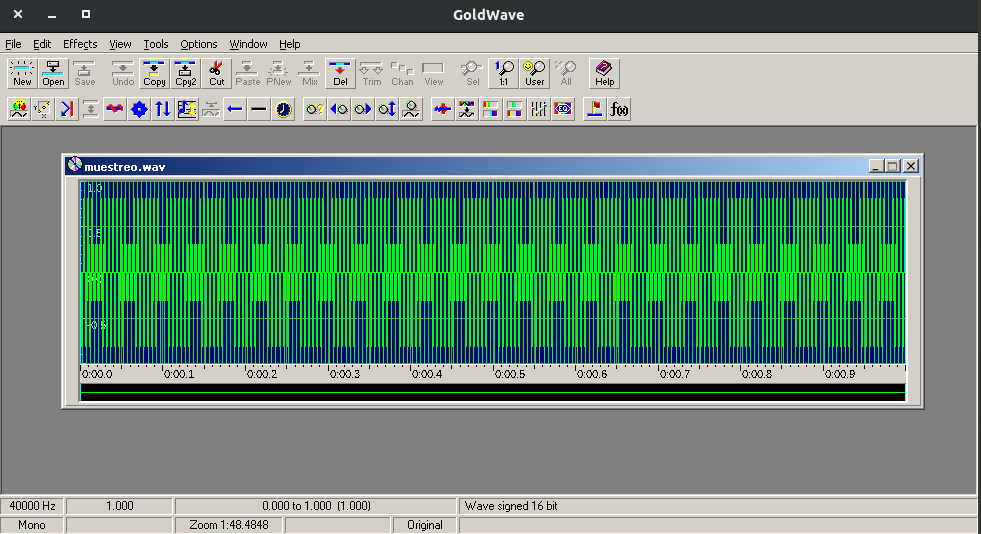 GoldWave
File Edit Effects View Tools Options Window Help
New Open Save Undo Copy Cpy2 Cut Paste PNew Mix Del Trim Chan View Sel 1:1 User All Help
muestreo.wav
1.0
0.5
0.0
-0.5
0:00.0 0:00.1 0:00.2 0:00.3 0:00.4 0:00.5 0:00.6 0:00.7 0:00.8 0:00.9
40000 Hz 1.000 0.000 to 1.000 (1.000) Wave signed 16 bit
Mono Zoom 1:48.4848 Original